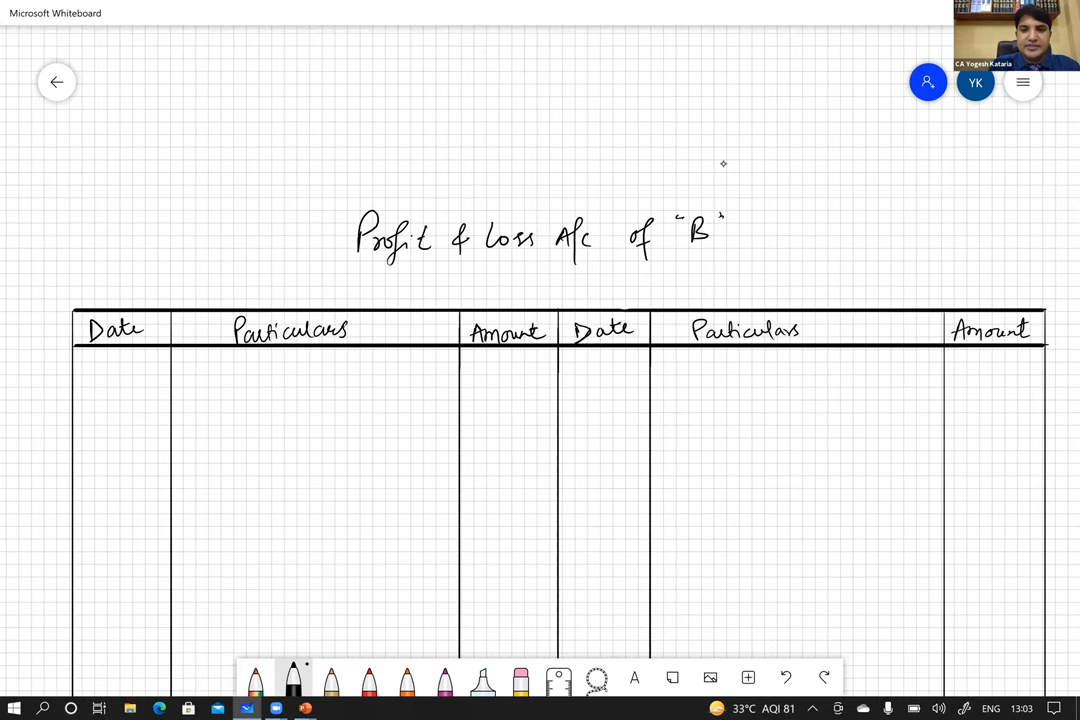 Microsoft Whiteboard
CA Yogesh Kataria
YK
Profit & Loss A/c of "B"
Date Particulars Amount Date Particulars Amount
A
33°C AQI 81 ENG 13:03